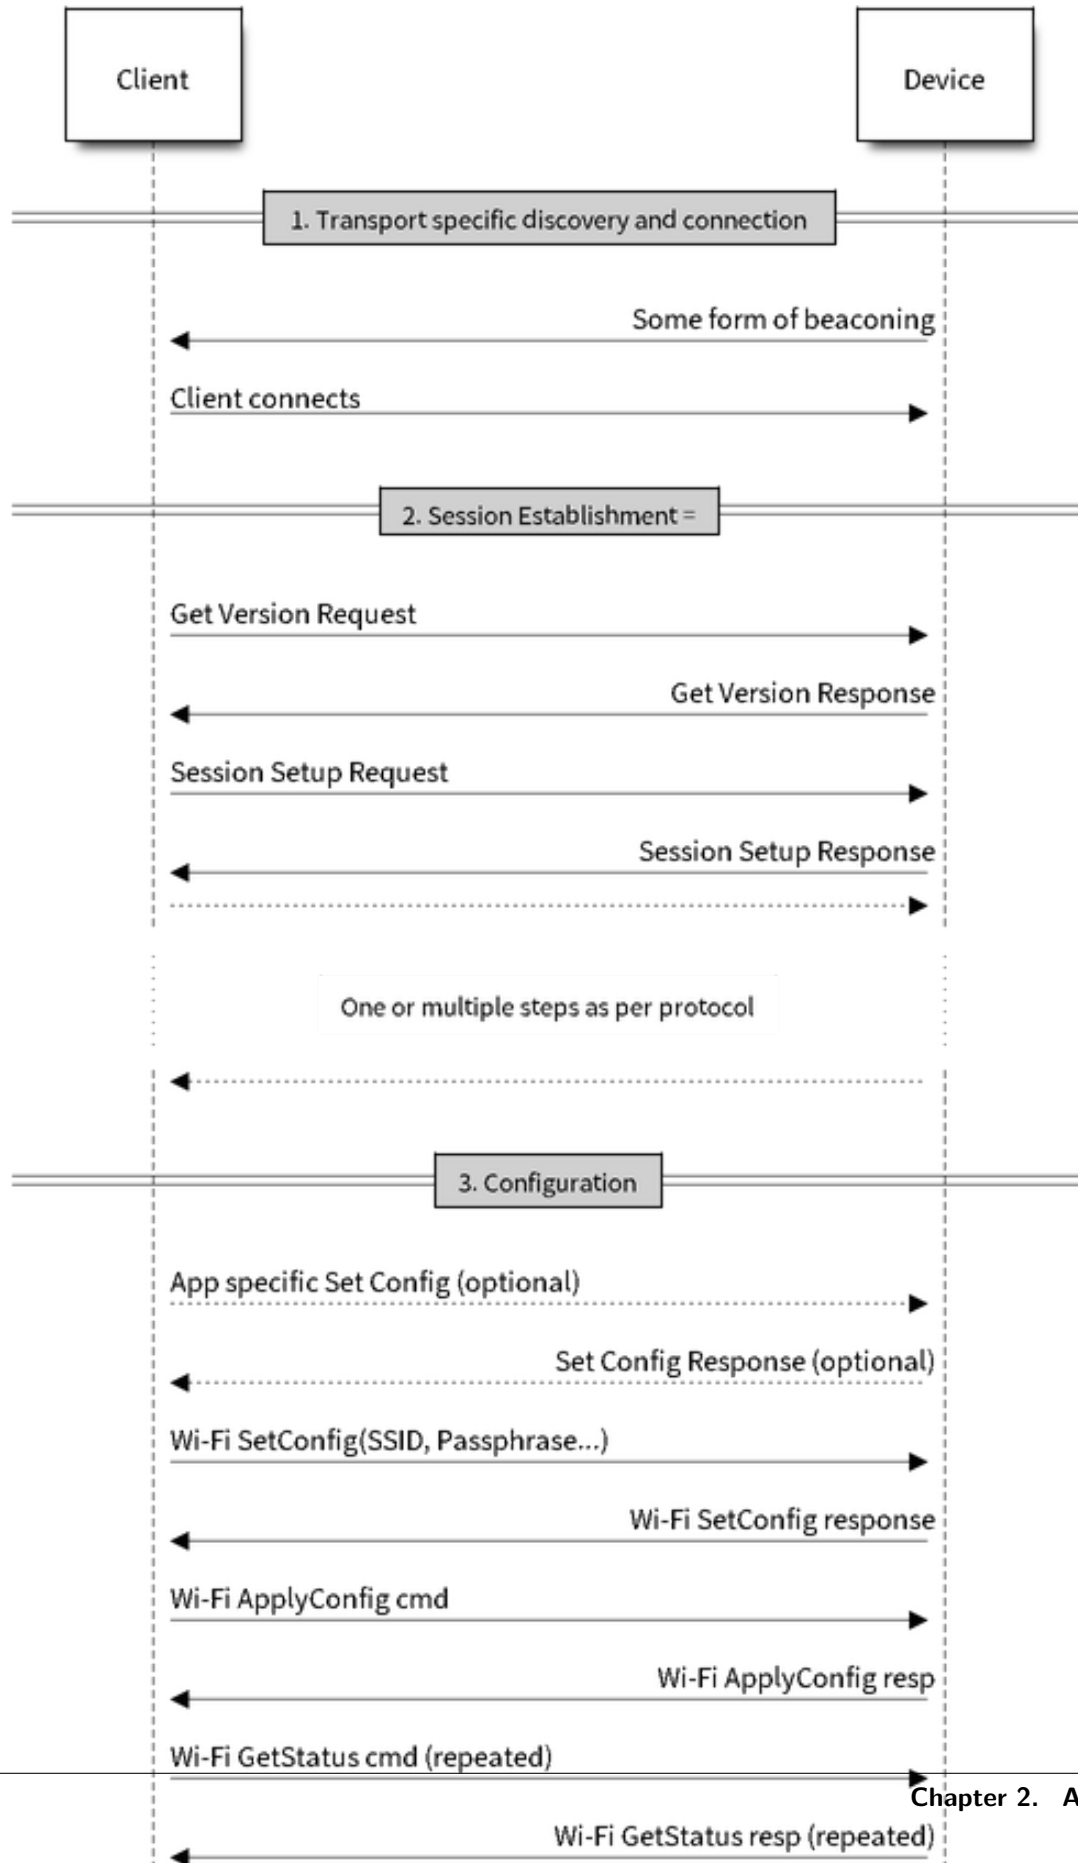 Client
Device
1. Transport specific discovery and connection
Some form of beaconing
Client connects
2. Session Establishment =
Get Version Request
Get Version Response
Session Setup Request
Session Setup Response
One or multiple steps as per protocol
3. Configuration
App specific Set Config (optional)
Set Config Response (optional)
Wi-Fi SetConfig(SSID, Passphrase...)
Wi-Fi SetConfig response
Wi-Fi ApplyConfig cmd
Wi-Fi ApplyConfig resp
Wi-Fi GetStatus cmd (repeated)
Chapter 2. A
Wi-Fi GetStatus resp (repeated)